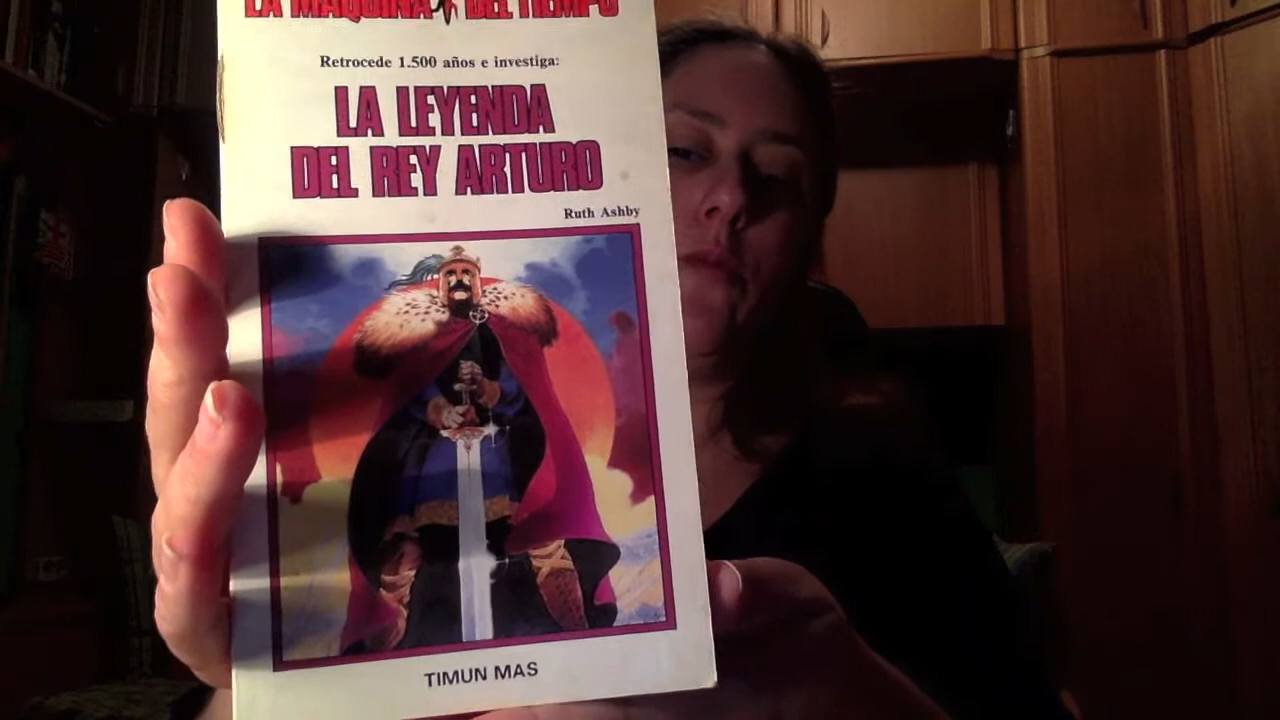 LA MAQUINA DEL TIEMPO
Retrocede 1.500 años e investiga:
LA LEYENDA
DEL REY ARTURO
Ruth Ashby
TIMUN MAS